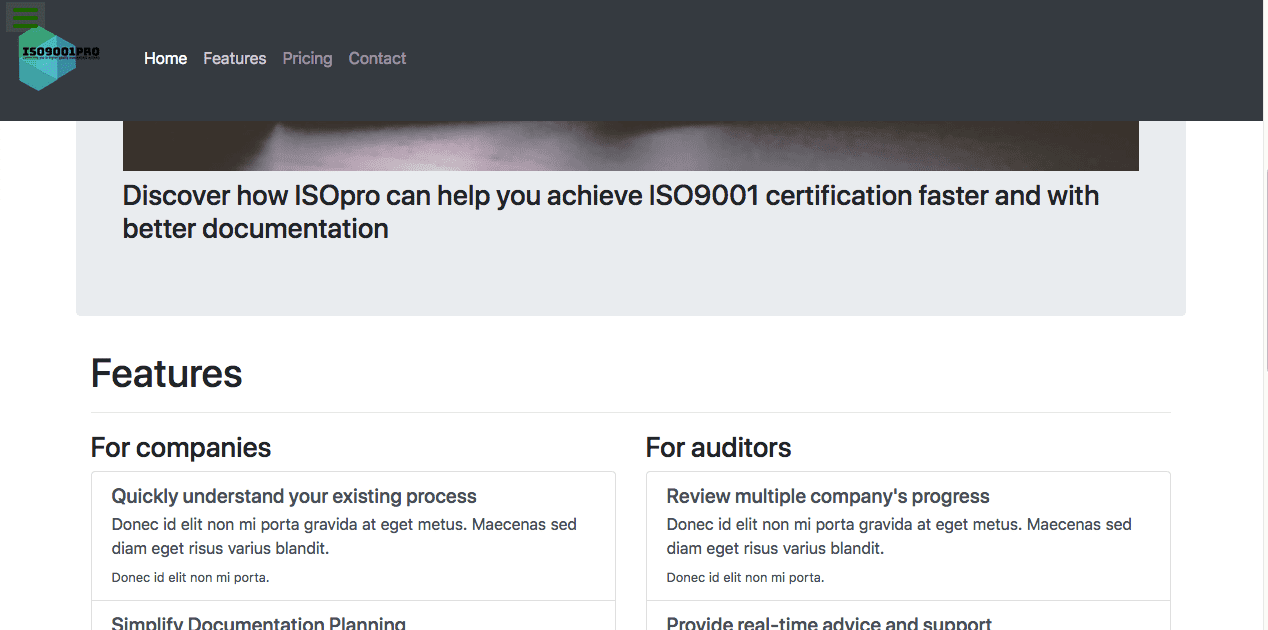 ISO9001PRO
Home Features Pricing Contact
Discover how ISOpro can help you achieve ISO9001 certification faster and with
better documentation
Features
For companies
Quickly understand your existing process
Donec id elit non mi porta gravida at eget metus. Maecenas sed
diam eget risus varius blandit.
Donec id elit non mi porta.
Simplify Documentation Planning
For auditors
Review multiple company's progress
Donec id elit non mi porta gravida at eget metus. Maecenas sed
diam eget risus varius blandit.
Donec id elit non mi porta.
Provide real-time advice and support